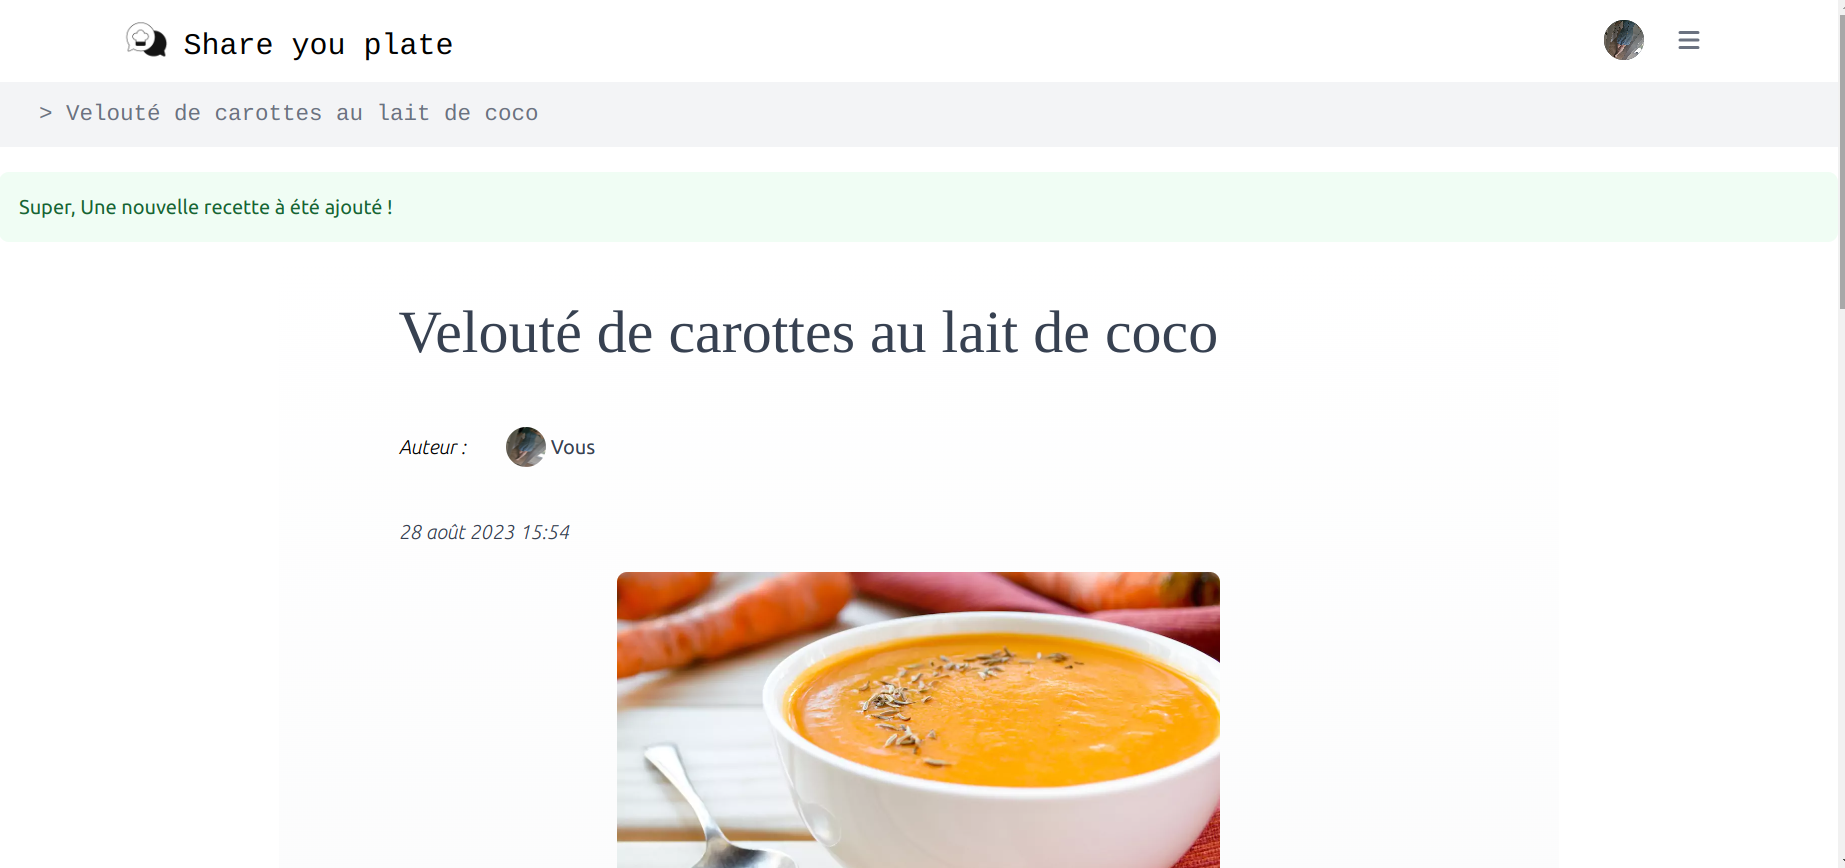 Share you plate
> Velouté de carottes au lait de coco
Super, Une nouvelle recette à été ajouté !
Velouté de carottes au lait de coco
Auteur : Vous
28 août 2023 15:54